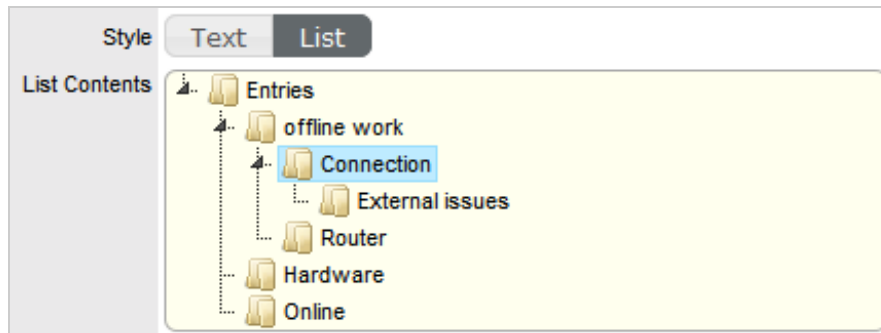 Style Text List
List Contents Entries
offline work
Connection
External issues
Router
Hardware
Online